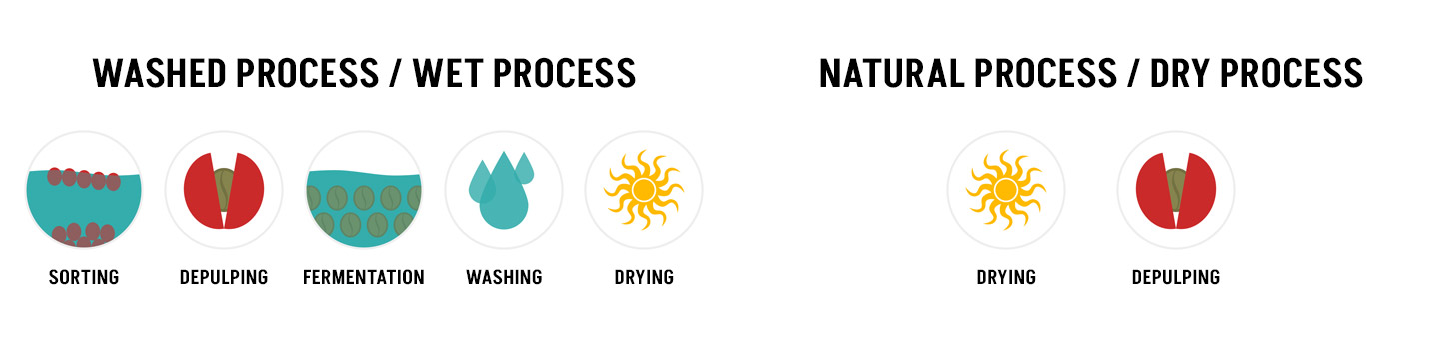 WASHED PROCESS / WET PROCESS
SORTING
DEPULPING
FERMENTATION
WASHING
DRYING
NATURAL PROCESS / DRY PROCESS
DRYING
DEPULPING